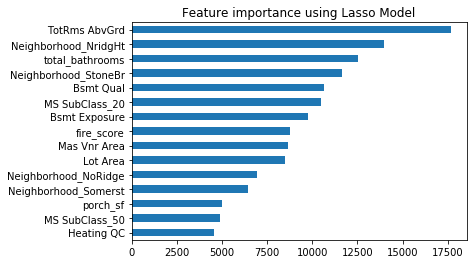 Feature importance using Lasso Model
TotRms AbvGrd
Neighborhood_NridgHt
total_bathrooms
Neighborhood_StoneBr
Bsmt Qual
MS SubClass_20
Bsmt Exposure
fire_score
Mas Vnr Area
Lot Area
Neighborhood_NoRidge
Neighborhood_Somerst
porch_sf
MS SubClass_50
Heating QC
0 2500 5000 7500 10000 12500 15000 17500